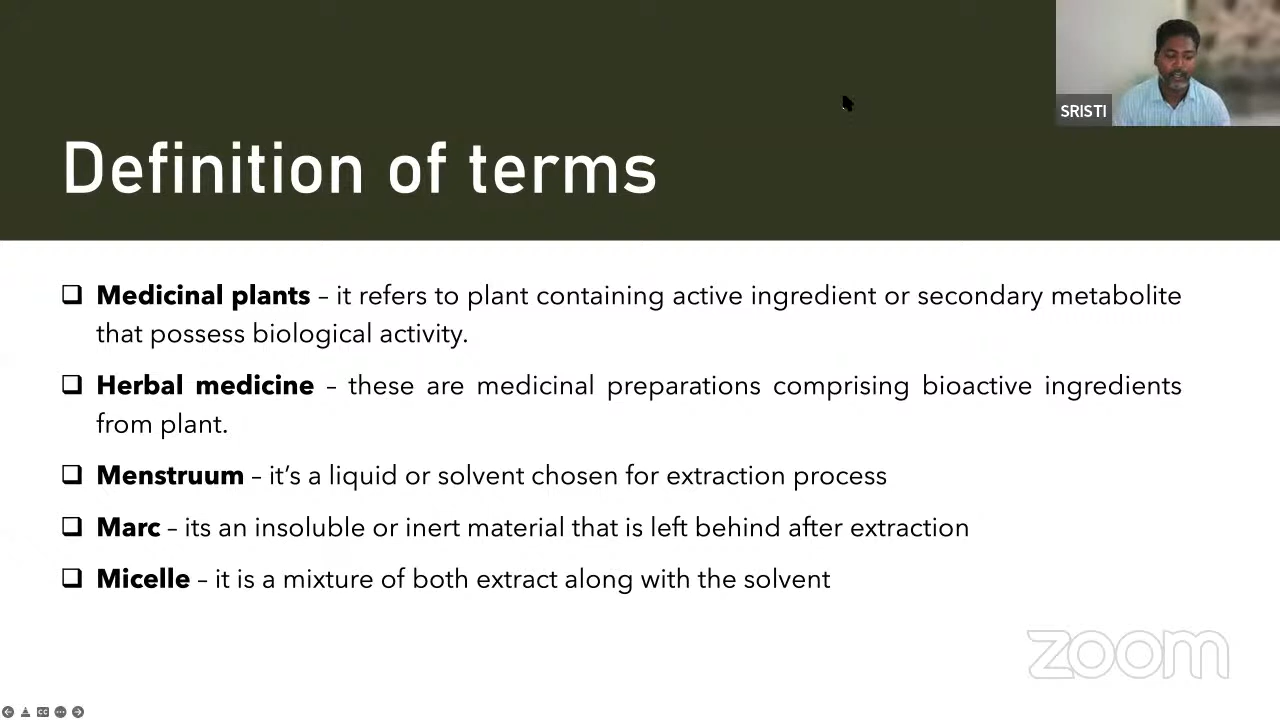 SRISTI
Definition of terms
Medicinal plants – it refers to plant containing active ingredient or secondary metabolite
that possess biological activity.
Herbal medicine – these are medicinal preparations comprising bioactive ingredients
from plant.
Menstruum – it’s a liquid or solvent chosen for extraction process
Marc – its an insoluble or inert material that is left behind after extraction
Micelle – it is a mixture of both extract along with the solvent
zoom
CC